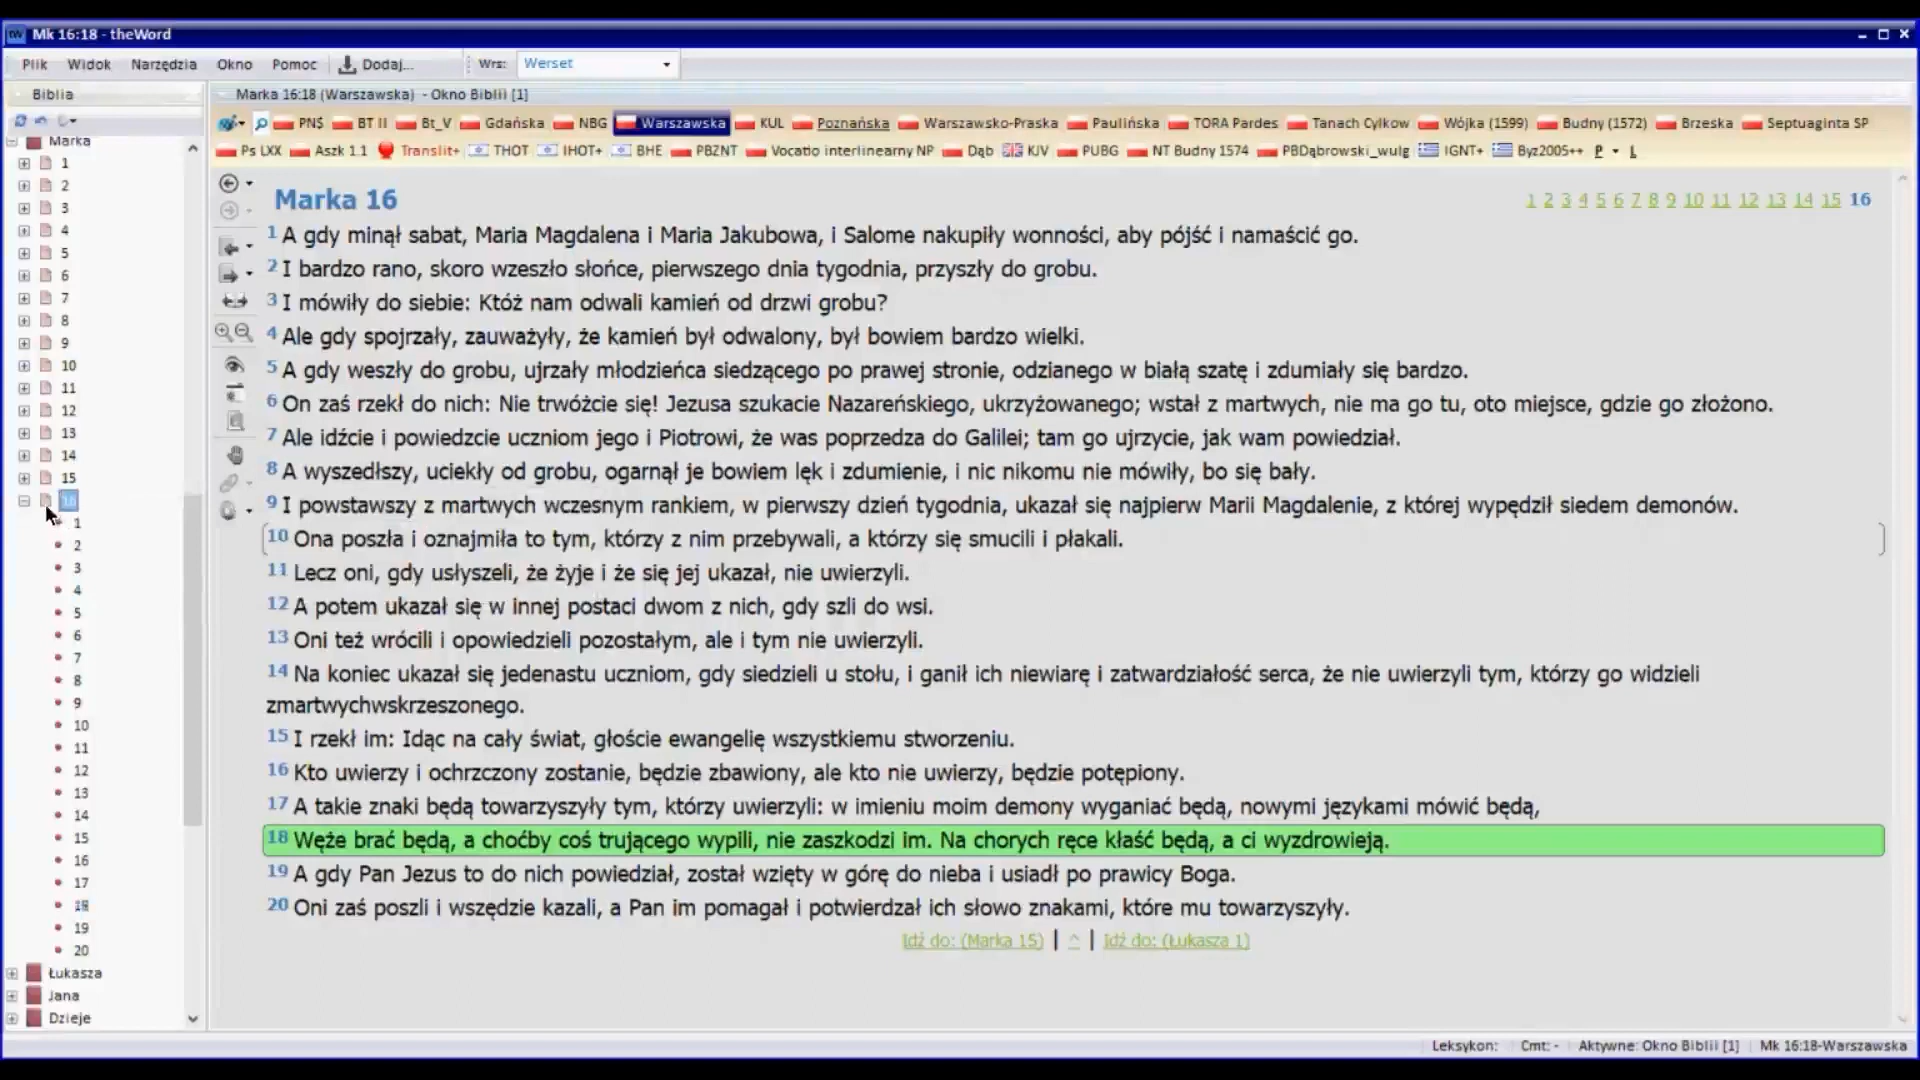 Mk 16:18 - theWord
Plik Widok Narzędzia Okno Pomoc Dodaj... Wrs: Werset
Biblia
Marka 16:18 (Warszawska) - Okno Biblii [1]
PNŚ BT II Bt_V Gdańska NBG Warszawska KUL Poznańska Warszawsko-Praska Paulińska TORA Pardes Tanach Cylkow Wójka (1599) Budny (1572) Brzeska Septuaginta SP
Ps LXX Aszk 1.1 Translit+ THOT IHOT+ BHE PBZNT Vocatio interlinearny NP Dąb KJV PUBG NT Budny 1574 PBDąbrowski_wulg IGNT+ Byz2005++ P L
Marka
1
2
3
4
5
6
7
8
9
10
11
12
13
14
15
16
1
2
3
4
5
6
7
8
9
10
11
12
13
14
15
16
17
18
19
20
Łukasza
Jana
Dzieje
Marka 16
1 2 3 4 5 6 7 8 9 10 11 12 13 14 15 16
1 A gdy minął sabat, Maria Magdalena i Maria Jakubowa, i Salome nakupiły wonności, aby pójść i namaścić go.
2 I bardzo rano, skoro wzeszło słońce, pierwszego dnia tygodnia, przyszły do grobu.
3 I mówiły do siebie: Któż nam odwali kamień od drzwi grobu?
4 Ale gdy spojrzały, zauważyły, że kamień był odwalony, był bowiem bardzo wielki.
5 A gdy weszły do grobu, ujrzały młodzieńca siedzącego po prawej stronie, odzianego w białą szatę i zdumiały się bardzo.
6 On zaś rzekł do nich: Nie trwóżcie się! Jezusa szukacie Nazareńskiego, ukrzyżowanego; wstał z martwych, nie ma go tu, oto miejsce, gdzie go złożono.
7 Ale idźcie i powiedzcie uczniom jego i Piotrowi, że was poprzedza do Galilei; tam go ujrzycie, jak wam powiedział.
8 A wyszedłszy, uciekły od grobu, ogarnął je bowiem lęk i zdumienie, i nic nikomu nie mówiły, bo się bały.
9 I powstawszy z martwych wczesnym rankiem, w pierwszy dzień tygodnia, ukazał się najpierw Marii Magdalenie, z której wypędził siedem demonów.
10 Ona poszła i oznajmiła to tym, którzy z nim przebywali, a którzy się smucili i płakali.
11 Lecz oni, gdy usłyszeli, że żyje i że się jej ukazał, nie uwierzyli.
12 A potem ukazał się w innej postaci dwom z nich, gdy szli do wsi.
13 Oni też wrócili i opowiedzieli pozostałym, ale i tym nie uwierzyli.
14 Na koniec ukazał się jedenastu uczniom, gdy siedzieli u stołu, i ganił ich niewiarę i zatwardziałość serca, że nie uwierzyli tym, którzy go widzieli
zmartwychwskrzeszonego.
15 I rzekł im: Idąc na cały świat, głoście ewangelię wszystkiemu stworzeniu.
16 Kto uwierzy i ochrzczony zostanie, będzie zbawiony, ale kto nie uwierzy, będzie potępiony.
17 A takie znaki będą towarzyszyły tym, którzy uwierzyli: w imieniu moim demony wyganiać będą, nowymi językami mówić będą,
18 Węże brać będą, a choćby coś trującego wypili, nie zaszkodzi im. Na chorych ręce kłaść będą, a ci wyzdrowieją.
19 A gdy Pan Jezus to do nich powiedział, został wzięty w górę do nieba i usiadł po prawicy Boga.
20 Oni zaś poszli i wszędzie kazali, a Pan im pomagał i potwierdzał ich słowo znakami, które mu towarzyszyły.
Idź do: (Marka 15) | ^ | Idź do: (Łukasza 1)
Leksykon: Cmt: - Aktywne: Okno Biblii [1] Mk 16:18-Warszawska